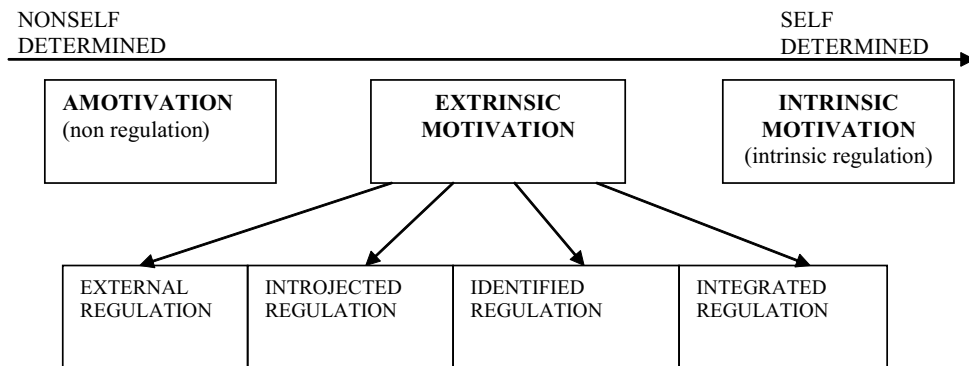 NONSELF
DETERMINED
SELF
DETERMINED
AMOTIVATION
(non regulation)
EXTRINSIC
MOTIVATION
INTRINSIC
MOTIVATION
(intrinsic regulation)
EXTERNAL
REGULATION
INTROJECTED
REGULATION
IDENTIFIED
REGULATION
INTEGRATED
REGULATION